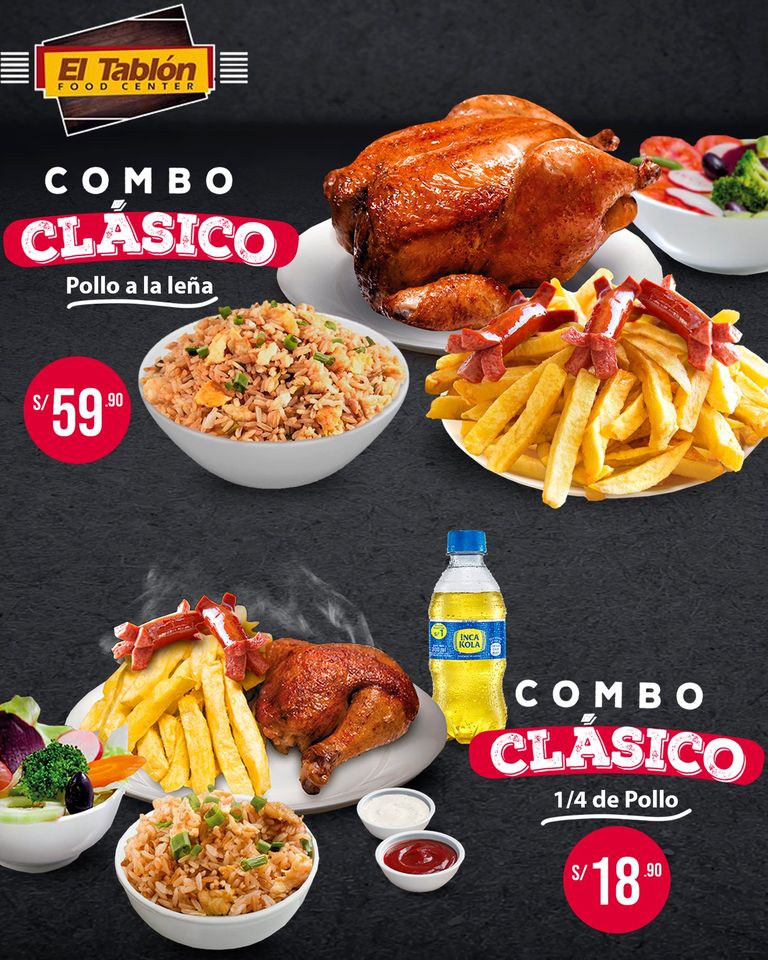 El Tablón
FOOD CENTER
COMBO
CLÁSICO
Pollo a la leña
S/ 59.90
INCA
KOLA
COMBO
CLÁSICO
1/4 de Pollo
S/ 18.90